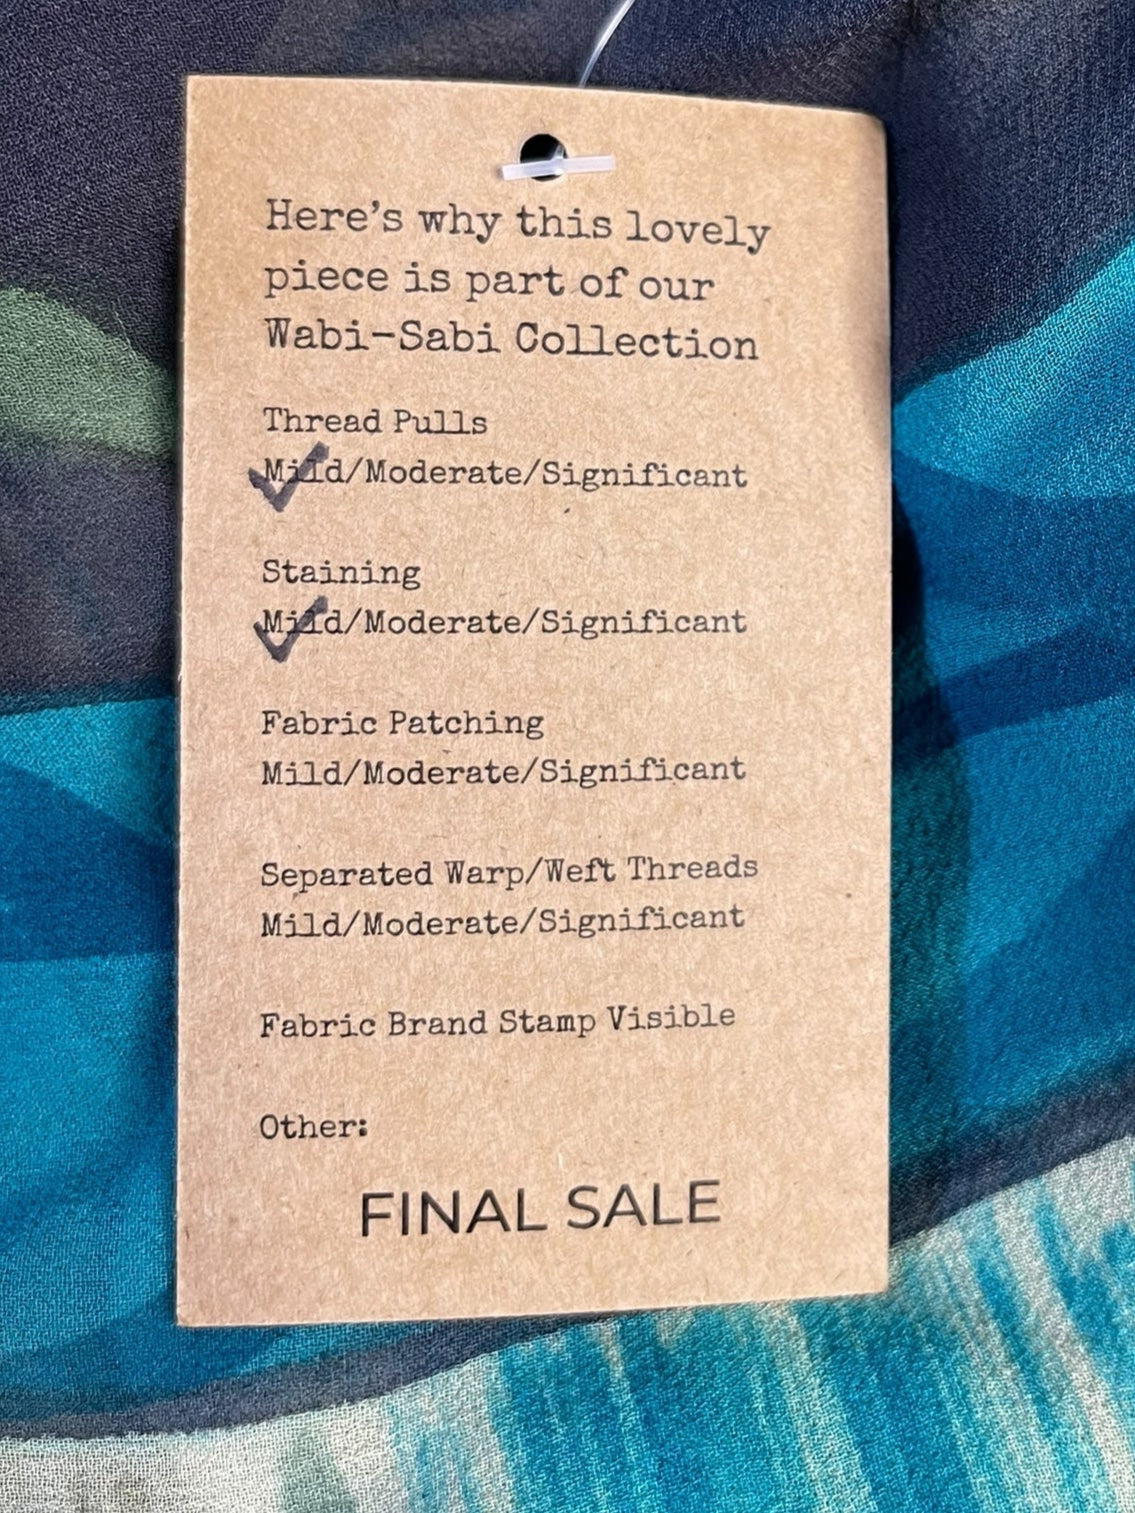 Here's why this lovely
piece is part of our
Wabi-Sabi Collection
Thread Pulls
Mild/Moderate/Significant
Staining
Mild/Moderate/Significant
Fabric Patching
Mild/Moderate/Significant
Separated Warp/Weft Threads
Mild/Moderate/Significant
Fabric Brand Stamp Visible
Other:
FINAL SALE